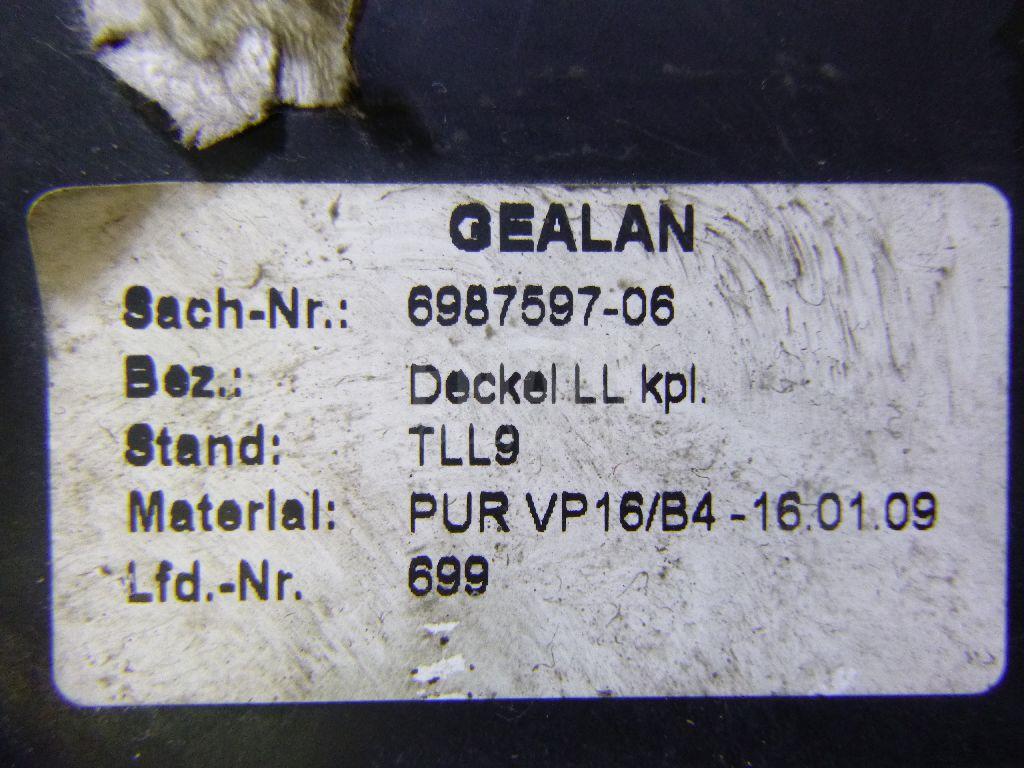 GEALAN
Sach-Nr.: 6987597-06
Bez.: Deckel LL kpl.
Stand: TLL9
Material: PUR VP16/B4 -16.01.09
Lfd.-Nr. 699